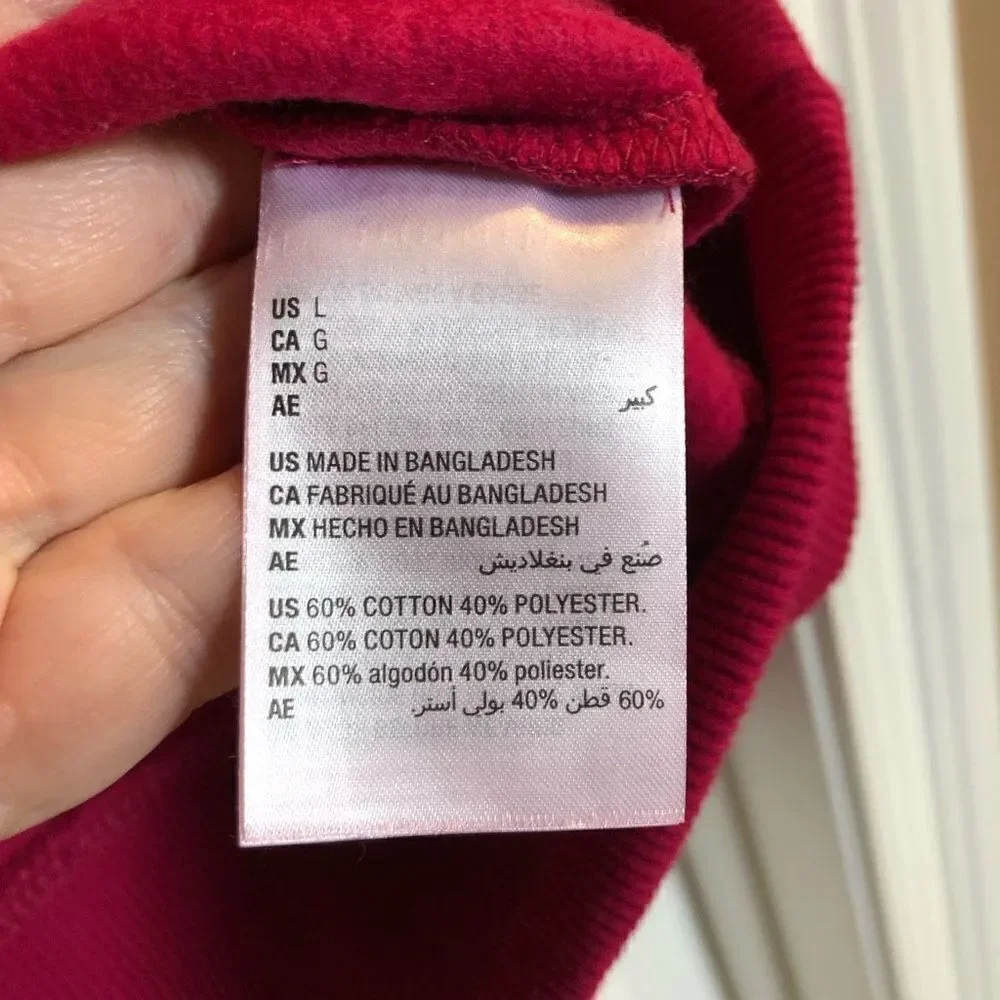 US L
CA G
MX G
AE كبير
US MADE IN BANGLADESH
CA FABRIQUÉ AU BANGLADESH
MX HECHO EN BANGLADESH
AE صُنع في بنغلاديش
US 60% COTTON 40% POLYESTER.
CA 60% COTON 40% POLYESTER.
MX 60% algodón 40% poliester.
AE 60% قطن 40% بولي أستر.